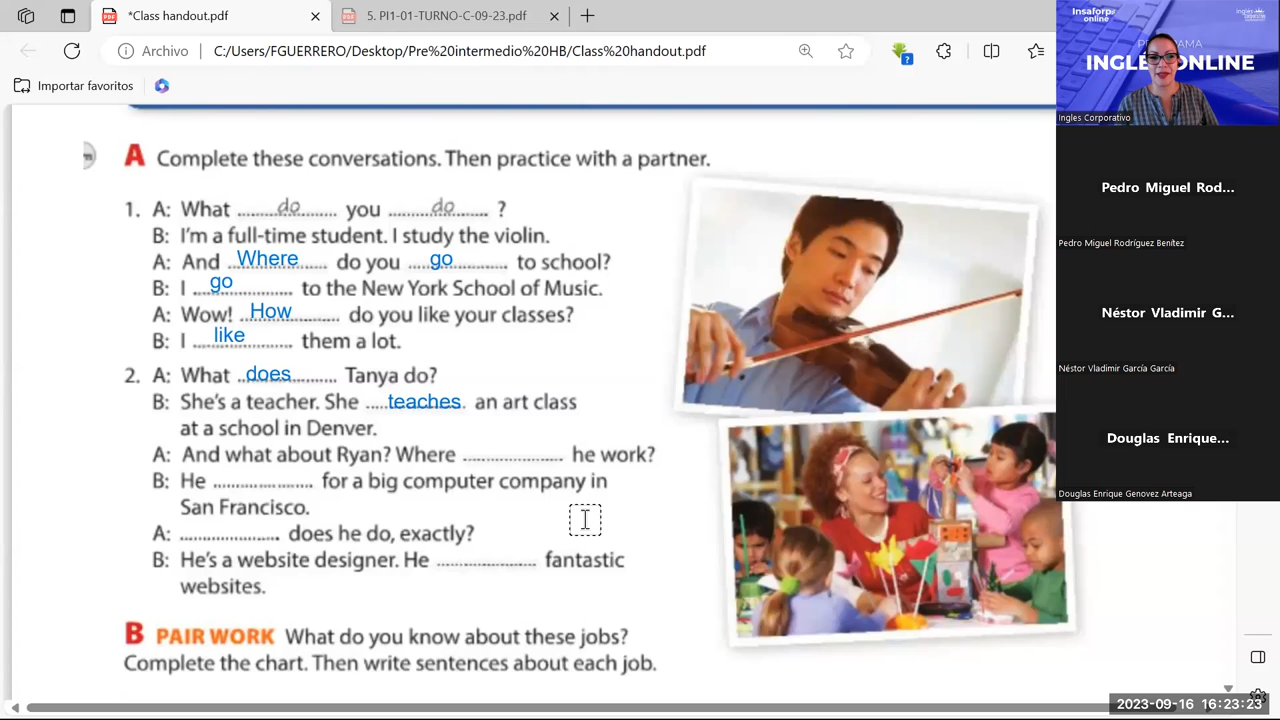 *Class handout.pdf
5.P.I1-01-TURNO-C-09-23.pdf
Archivo
C:/Users/FGUERRERO/Desktop/Pre%20intermedio%20HB/Class%20handout.pdf
Importar favoritos
A Complete these conversations. Then practice with a partner.
1. A: What do you do ?
B: I'm a full-time student. I study the violin.
A: And Where do you go to school?
B: I go to the New York School of Music.
A: Wow! How do you like your classes?
B: I like them a lot.
2. A: What does Tanya do?
B: She's a teacher. She teaches an art class
at a school in Denver.
A: And what about Ryan? Where .................... he work?
B: He .................... for a big computer company in
San Francisco.
A: .................... does he do, exactly?
B: He's a website designer. He .................... fantastic
websites.
B PAIR WORK What do you know about these jobs?
Complete the chart. Then write sentences about each job.
Insaforp
online
Inglés
INGLÉS ONLINE
Ingles Corporativo
Pedro Miguel Rod...
Pedro Miguel Rodríguez Benítez
Néstor Vladimir G...
Néstor Vladimir García García
Douglas Enrique...
Douglas Enrique Genovez Arteaga
2023-09-16 16:23:23